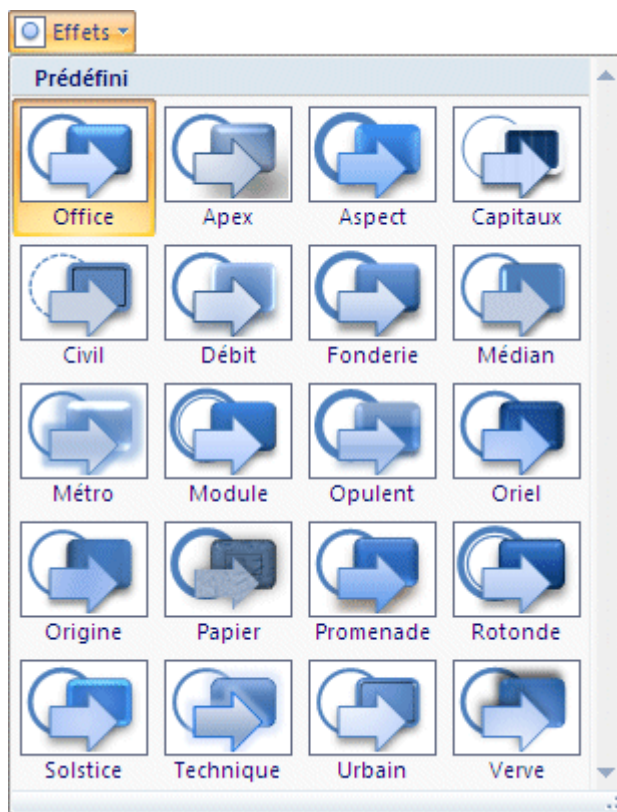 Effets
Prédéfini
Office Apex Aspect Capitaux
Civil Débit Fonderie Médian
Métro Module Opulent Oriel
Origine Papier Promenade Rotonde
Solstice Technique Urbain Verve